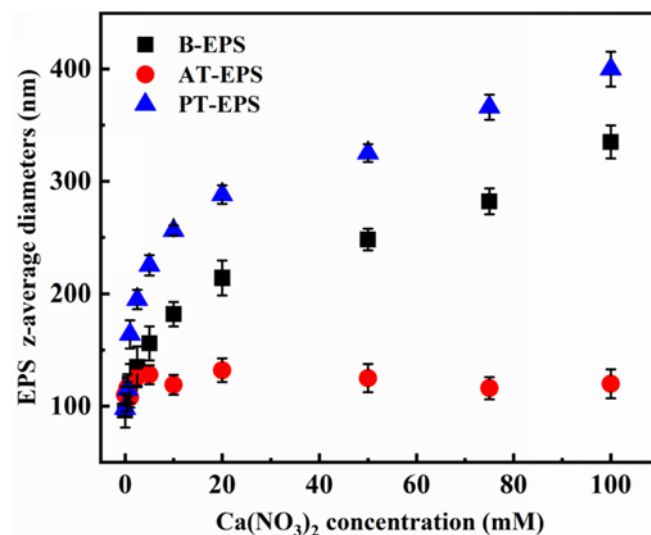 B-EPS
AT-EPS
PT-EPS
400
300
200
100
EPS z-average diameters (nm)
0
20
40
60
80
100
Ca(NO₃)₂ concentration (mM)